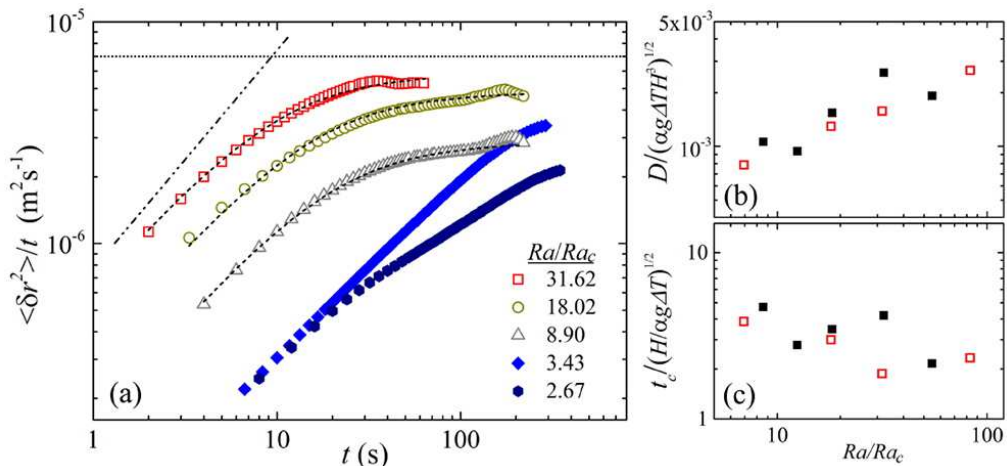 10⁻⁵
10⁻⁶
<δr²>/t (m²s⁻¹)
(a)
Ra/Ra_c
31.62
18.02
8.90
3.43
2.67
1
10
100
t (s)
5x10⁻³
10⁻³
D/(αgΔTH³)^1/2
(b)
10
1
t_c/(H/αgΔT)^1/2
(c)
10
100
Ra/Ra_c